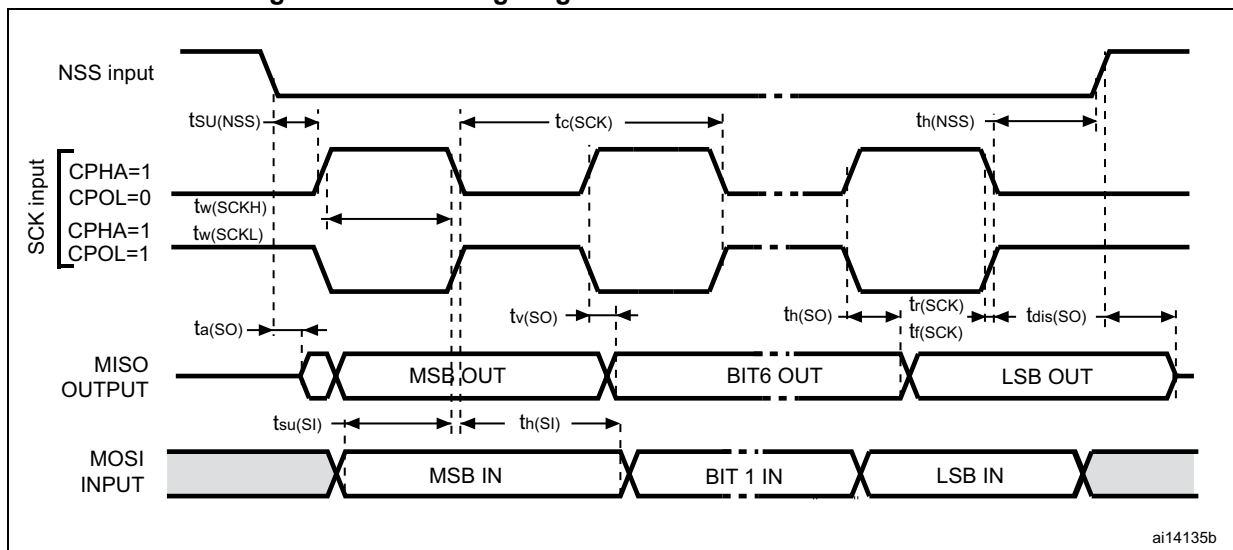 NSS input
tSU(NSS)
tc(SCK)
th(NSS)
SCK input
CPHA=1
CPOL=0
tw(SCKH)
CPHA=1
tw(SCKL)
CPOL=1
ta(SO)
tv(SO)
th(SO)
tr(SCK)
tf(SCK)
tdis(SO)
MISO
OUTPUT
MSB OUT
BIT6 OUT
LSB OUT
tsu(SI)
th(SI)
MOSI
INPUT
MSB IN
BIT 1 IN
LSB IN
ai14135b